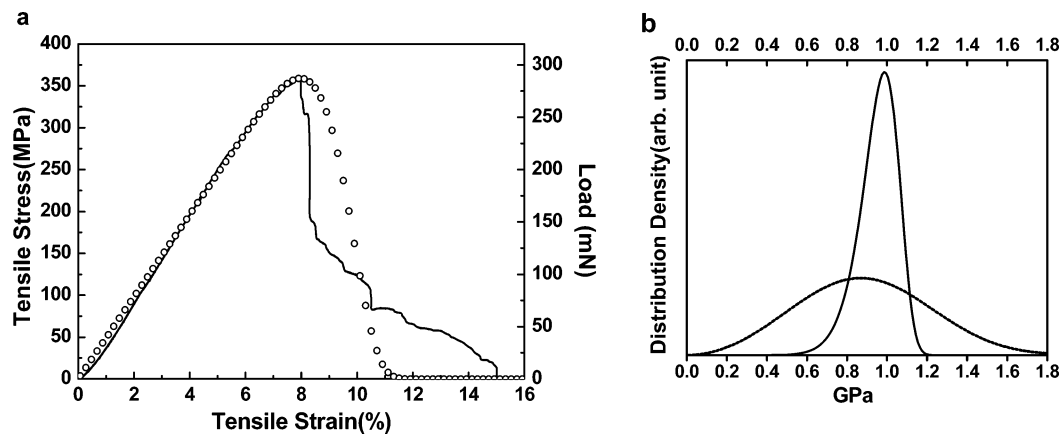 a
400
350
300
250
200
150
100
50
0
Tensile Stress(MPa)
300
250
200
150
100
50
0
Load (mN)
0 2 4 6 8 10 12 14 16
Tensile Strain(%)
b
0.0 0.2 0.4 0.6 0.8 1.0 1.2 1.4 1.6 1.8
Distribution Density(arb. unit)
0.0 0.2 0.4 0.6 0.8 1.0 1.2 1.4 1.6 1.8
GPa